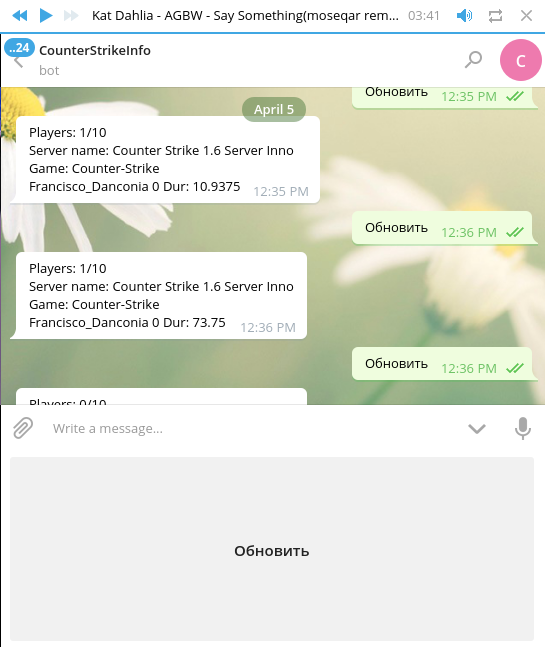 Kat Dahlia - AGBW - Say Something(moseqar rem... 03:41
..24
CounterStrikeInfo
bot
C
Обновить 12:35 PM
April 5
Players: 1/10
Server name: Counter Strike 1.6 Server Inno
Game: Counter-Strike
Francisco_Danconia 0 Dur: 10.9375 12:35 PM
Обновить 12:36 PM
Players: 1/10
Server name: Counter Strike 1.6 Server Inno
Game: Counter-Strike
Francisco_Danconia 0 Dur: 73.75 12:36 PM
Обновить 12:36 PM
Players: 0/10
Write a message...
Обновить